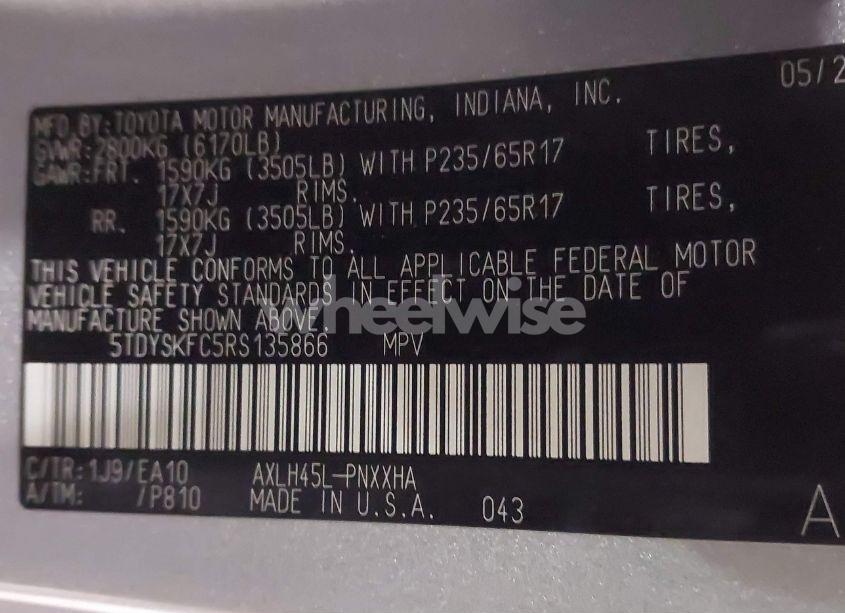 05/2
MFD.BY:TOYOTA MOTOR MANUFACTURING, INDIANA, INC.
GVWR:2800KG (6170LB)
GAWR:FRT. 1590KG (3505LB) WITH P235/65R17 TIRES,
17X7J RIMS.
RR. 1590KG (3505LB) WITH P235/65R17 TIRES,
17X7J RIMS.
THIS VEHICLE CONFORMS TO ALL APPLICABLE FEDERAL MOTOR
VEHICLE SAFETY STANDARDS IN EFFECT ON THE DATE OF
MANUFACTURE SHOWN ABOVE.
wheelwise
5TDYSKFC5RS135866 MPV
C/TR:1J9/EA10 AXLH45L-PNXXHA
A/TM: /P810 MADE IN U.S.A. 043
A